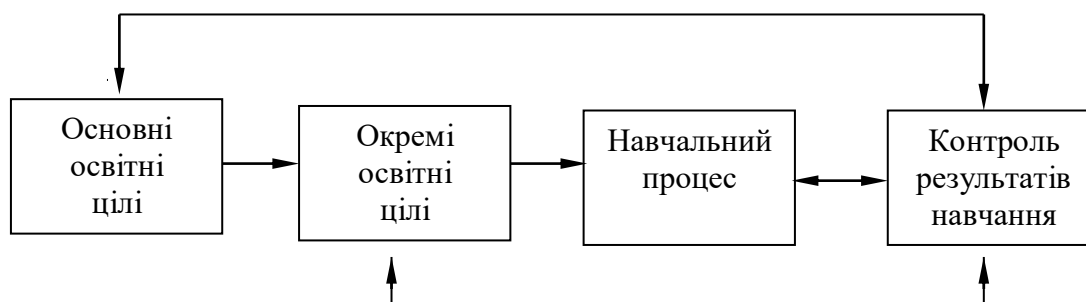 Основні
освітні
цілі
Окремі
освітні
цілі
Навчальний
процес
Контроль
результатів
навчання